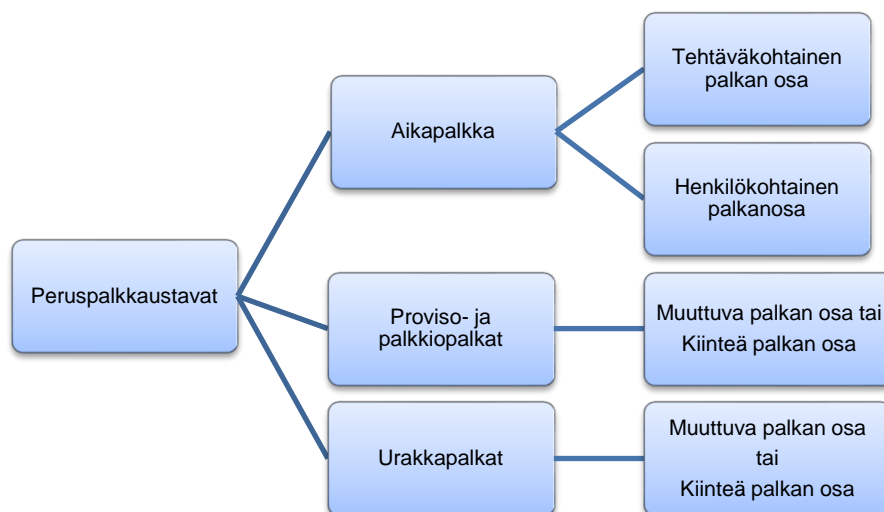 Peruspalkkaustavat
Aikapalkka
Tehtäväkohtainen
palkan osa
Henkilökohtainen
palkanosa
Proviso- ja
palkkiopalkat
Muuttuva palkan osa tai
Kiinteä palkan osa
Urakkapalkat
Muuttuva palkan osa
tai
Kiinteä palkan osa